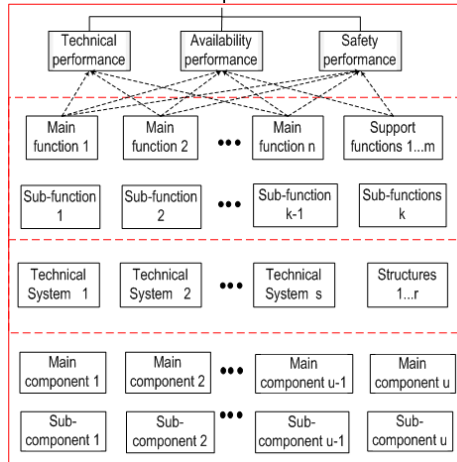 Technical performance
Availability performance
Safety performance
Main function 1
Main function 2
•••
Main function n
Support functions 1...m
Sub-function 1
Sub-function 2
•••
Sub-function k-1
Sub-functions k
Technical System 1
Technical System 2
•••
Technical System s
Structures 1...r
Main component 1
Main component 2
•••
Main component u-1
Main component u
Sub-component 1
Sub-component 2
•••
Sub-component u-1
Sub-component u